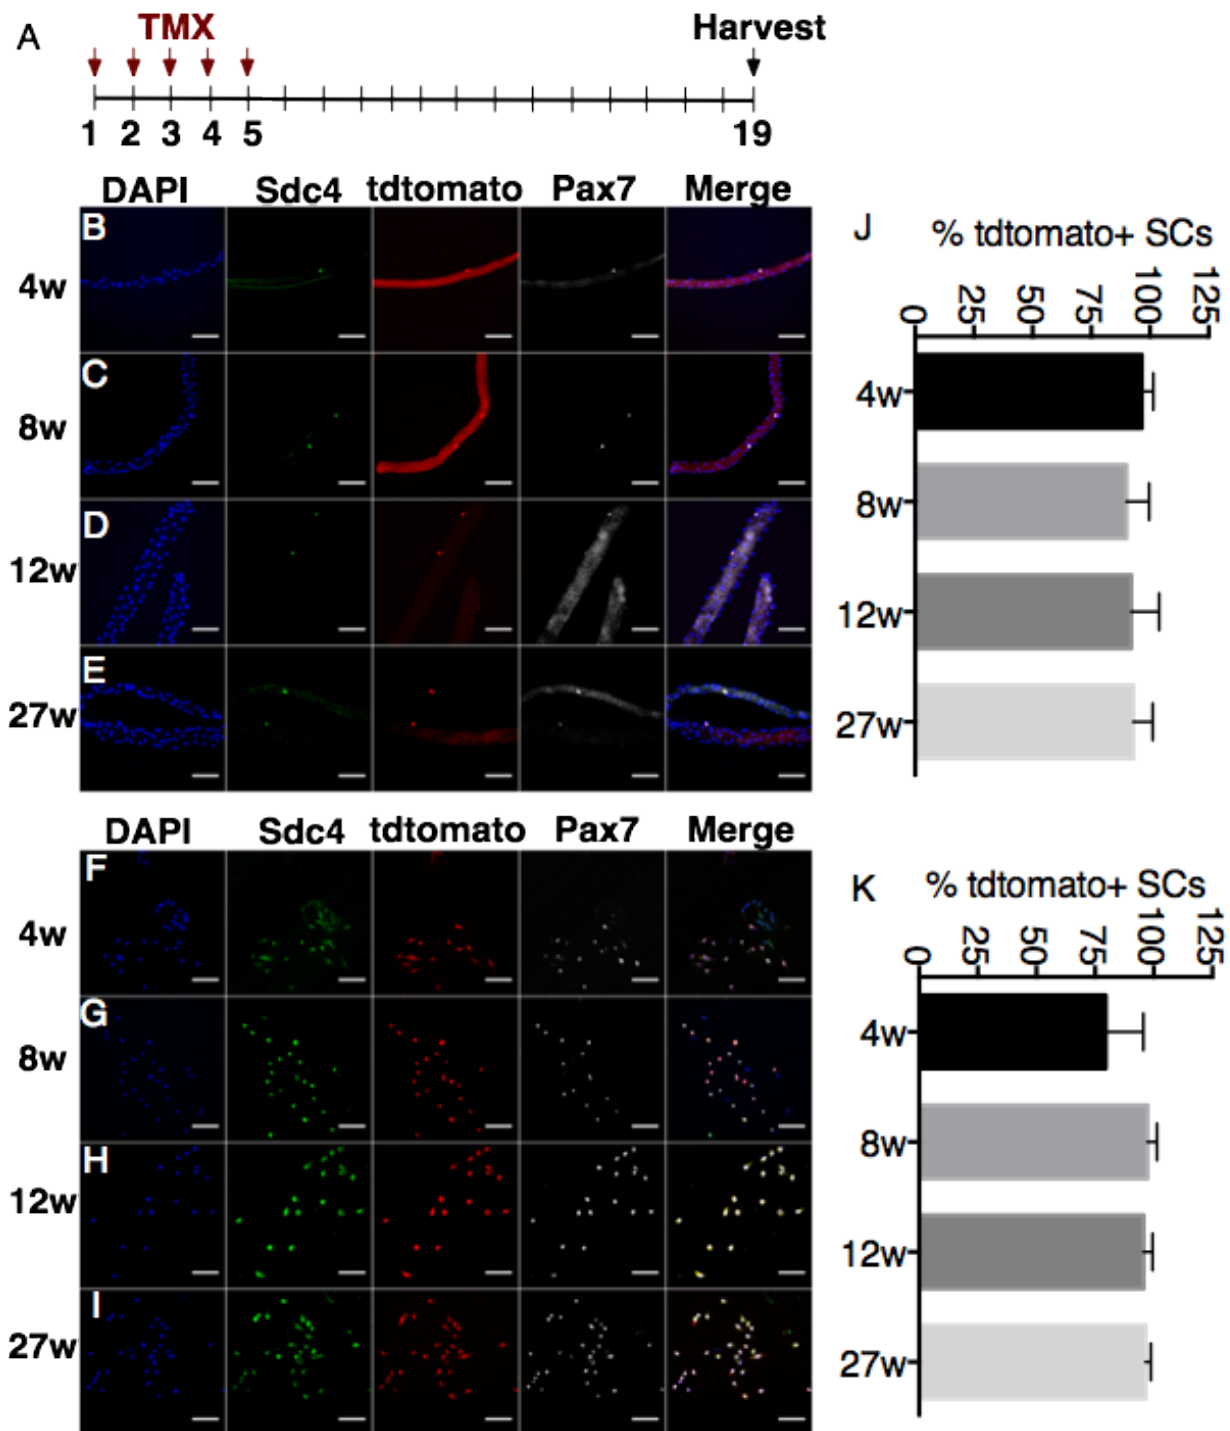 A
TMX
Harvest
1 2 3 4 5 19
DAPI Sdc4 tdtomato Pax7 Merge
B
4w
C
8w
D
12w
E
27w
J
% tdtomato+ SCs
0 25 50 75 100 125
4w
8w
12w
27w
DAPI Sdc4 tdtomato Pax7 Merge
F
4w
G
8w
H
12w
I
27w
K
% tdtomato+ SCs
0 25 50 75 100 125
4w
8w
12w
27w